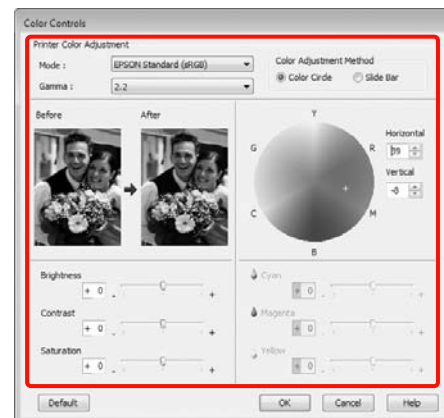 Color Controls
Printer Color Adjustment
Mode : EPSON Standard (sRGB)
Gamma : 2.2
Color Adjustment Method
Color Circle Slide Bar
Before After
Y
G R
C M
B
Horizontal
Vertical
-8
Brightness
+ 0
- +
Contrast
+ 0
- +
Saturation
+ 0
- +
Cyan
+ 0
- +
Magenta
+ 0
- +
Yellow
+ 0
- +
Default OK Cancel Help